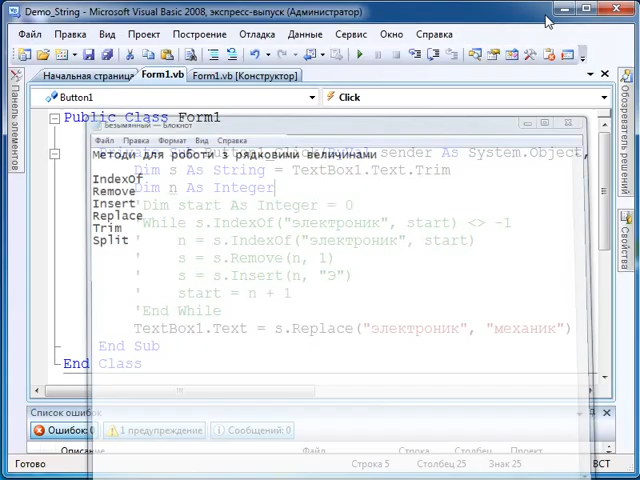 Demo_String - Microsoft Visual Basic 2008, экспресс-выпуск (Администратор)
Файл Правка Вид Проект Построение Отладка Данные Сервис Окно Справка
Начальная страница Form1.vb Form1.vb [Конструктор]
Button1 Click
Панель элементов
Обозреватель решений
Свойства
Public Class Form1
Безымянный — Блокнот
Файл Правка Формат Вид Справка
Button1_Click(ByVal sender As System.Object,
Методи для роботи з рядковими величинами
Dim s As String = TextBox1.Text.Trim
IndexOf
Dim n As Integer
Remove
'Dim start As Integer = 0
Insert
Replace
'While s.IndexOf("электроник", start) <> -1
Trim
' n = s.IndexOf("электроник", start)
Split
' s = s.Remove(n, 1)
' s = s.Insert(n, "Э")
' start = n + 1
'End While
TextBox1.Text = s.Replace("электроник", "механик")
End Sub
End Class
Список ошибок
Ошибок: 0 1 предупреждение Сообщений: 0
Описание Файл Строка Столбец Проект
Готово Строка 5 Столбец 25 Знак 25 ВСТ